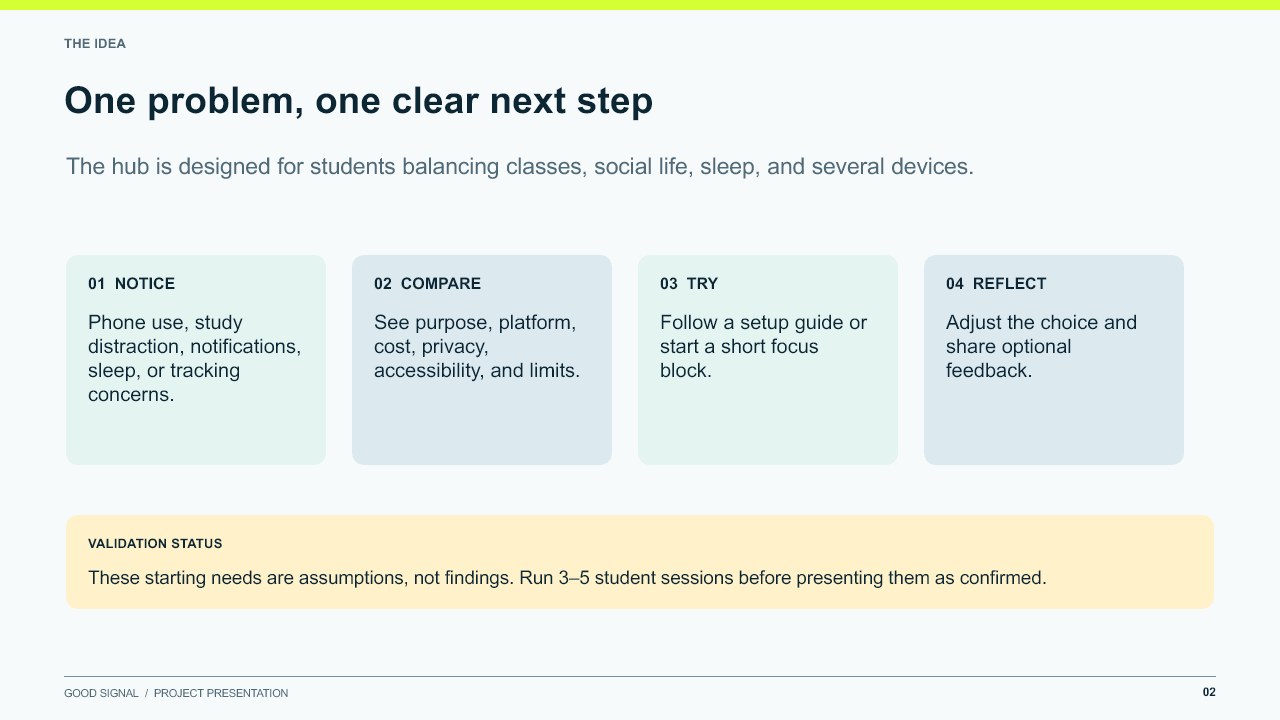 THE IDEA
One problem, one clear next step
The hub is designed for students balancing classes, social life, sleep, and several devices.
01 NOTICE
Phone use, study
distraction, notifications,
sleep, or tracking
concerns.
02 COMPARE
See purpose, platform,
cost, privacy,
accessibility, and limits.
03 TRY
Follow a setup guide or
start a short focus
block.
04 REFLECT
Adjust the choice and
share optional
feedback.
VALIDATION STATUS
These starting needs are assumptions, not findings. Run 3–5 student sessions before presenting them as confirmed.
GOOD SIGNAL / PROJECT PRESENTATION
02